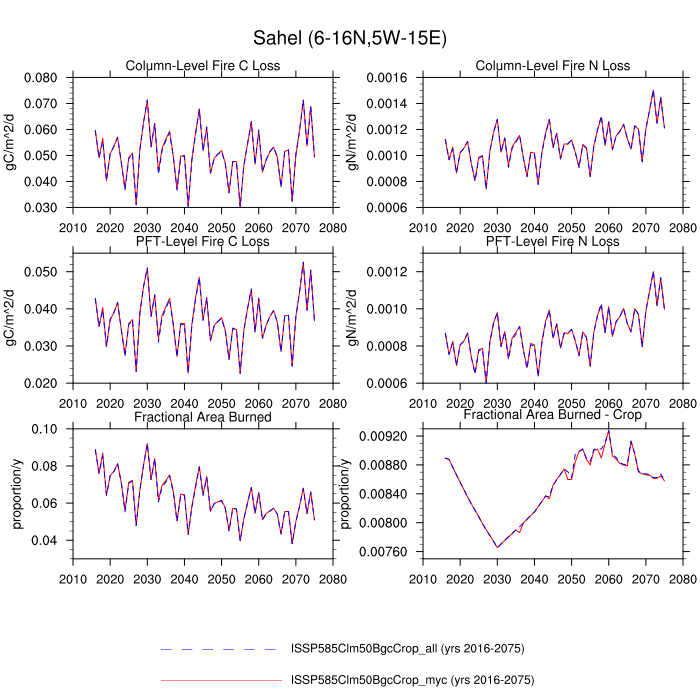 Sahel (6-16N,5W-15E)
Column-Level Fire C Loss
gC/m^2/d
0.080
0.070
0.060
0.050
0.040
0.030
2010 2020 2030 2040 2050 2060 2070 2080
Column-Level Fire N Loss
gN/m^2/d
0.0016
0.0014
0.0012
0.0010
0.0008
0.0006
2010 2020 2030 2040 2050 2060 2070 2080
PFT-Level Fire C Loss
gC/m^2/d
0.050
0.040
0.030
0.020
2010 2020 2030 2040 2050 2060 2070 2080
PFT-Level Fire N Loss
gN/m^2/d
0.0012
0.0010
0.0008
0.0006
2010 2020 2030 2040 2050 2060 2070 2080
Fractional Area Burned
proportion/y
0.10
0.08
0.06
0.04
2010 2020 2030 2040 2050 2060 2070 2080
Fractional Area Burned - Crop
proportion/y
0.00920
0.00880
0.00840
0.00800
0.00760
2010 2020 2030 2040 2050 2060 2070 2080
ISSP585Clm50BgcCrop_all (yrs 2016-2075)
ISSP585Clm50BgcCrop_myc (yrs 2016-2075)